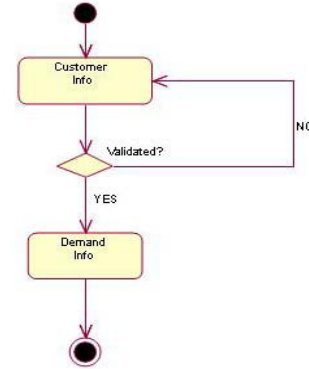 Customer
Info
Validated?
NO
YES
Demand
Info